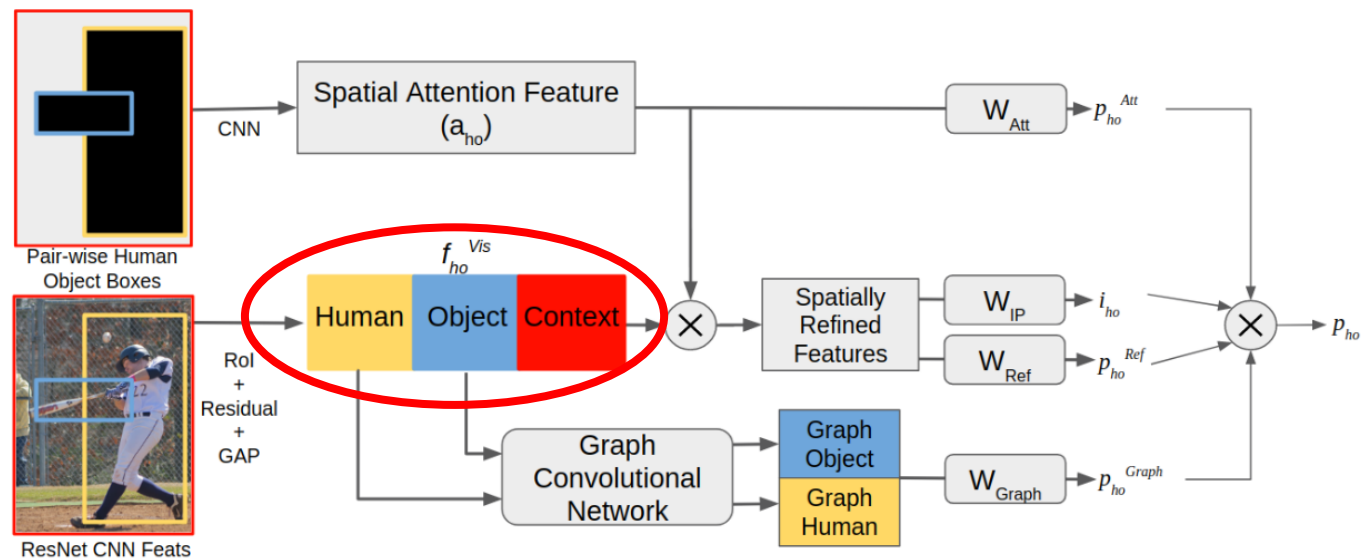 Pair-wise Human
Object Boxes
CNN
Spatial Attention Feature
(a_ho)
W_Att
p_ho^Att
ResNet CNN Feats
RoI
+
Residual
+
GAP
f_ho^Vis
Human
Object
Context
×
Spatially
Refined
Features
W_IP
i_ho
W_Ref
p_ho^Ref
Graph
Convolutional
Network
Graph
Object
Graph
Human
W_Graph
p_ho^Graph
×
p_ho
22